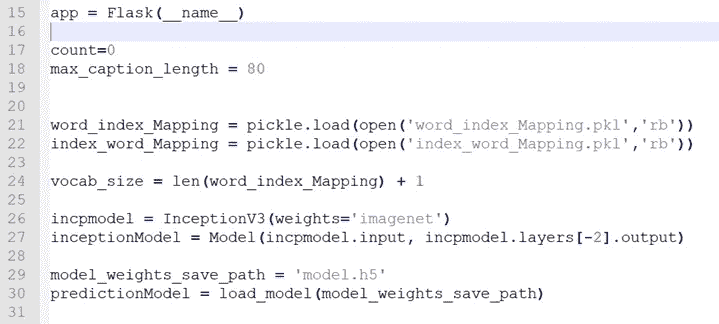 15 app = Flask(__name__)
16
17 count=0
18 max_caption_length = 80
19
20
21 word_index_Mapping = pickle.load(open('word_index_Mapping.pkl','rb'))
22 index_word_Mapping = pickle.load(open('index_word_Mapping.pkl','rb'))
23
24 vocab_size = len(word_index_Mapping) + 1
25
26 incpmodel = InceptionV3(weights='imagenet')
27 inceptionModel = Model(incpmodel.input, incpmodel.layers[-2].output)
28
29 model_weights_save_path = 'model.h5'
30 predictionModel = load_model(model_weights_save_path)
31